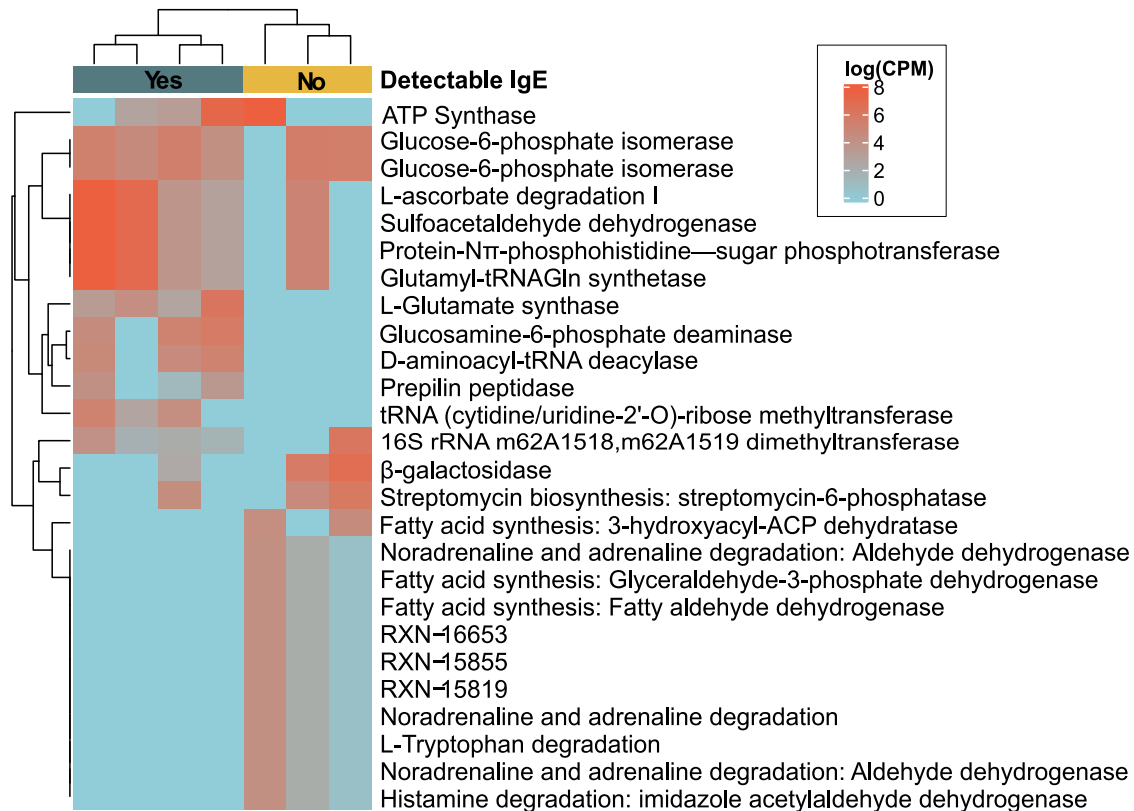 Yes No Detectable IgE
log(CPM)
8
6
4
2
0
ATP Synthase
Glucose-6-phosphate isomerase
Glucose-6-phosphate isomerase
L-ascorbate degradation I
Sulfoacetaldehyde dehydrogenase
Protein-Nπ-phosphohistidine—sugar phosphotransferase
Glutamyl-tRNAGln synthetase
L-Glutamate synthase
Glucosamine-6-phosphate deaminase
D-aminoacyl-tRNA deacylase
Prepilin peptidase
tRNA (cytidine/uridine-2'-O)-ribose methyltransferase
16S rRNA m62A1518,m62A1519 dimethyltransferase
β-galactosidase
Streptomycin biosynthesis: streptomycin-6-phosphatase
Fatty acid synthesis: 3-hydroxyacyl-ACP dehydratase
Noradrenaline and adrenaline degradation: Aldehyde dehydrogenase
Fatty acid synthesis: Glyceraldehyde-3-phosphate dehydrogenase
Fatty acid synthesis: Fatty aldehyde dehydrogenase
RXN-16653
RXN-15855
RXN-15819
Noradrenaline and adrenaline degradation
L-Tryptophan degradation
Noradrenaline and adrenaline degradation: Aldehyde dehydrogenase
Histamine degradation: imidazole acetylaldehyde dehydrogenase